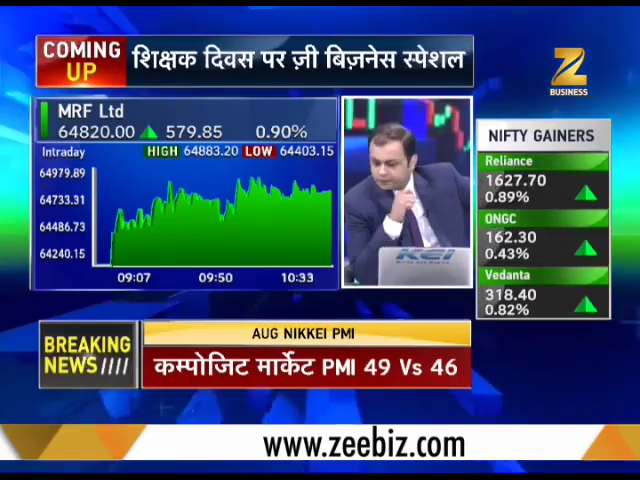 COMING
UP
शिक्षक दिवस पर ज़ी बिज़नेस स्पेशल
Z
BUSINESS
MRF Ltd
64820.00 579.85 0.90%
Intraday HIGH 64883.20 LOW 64403.15
64979.89
64733.31
64486.73
64240.15
09:07 09:50 10:33
KEI
NIFTY GAINERS
Reliance
1627.70
0.89%
ONGC
162.30
0.43%
Vedanta
318.40
0.82%
BREAKING
NEWS ////
AUG NIKKEI PMI
कम्पोजिट मार्केट PMI 49 Vs 46
www.zeebiz.com